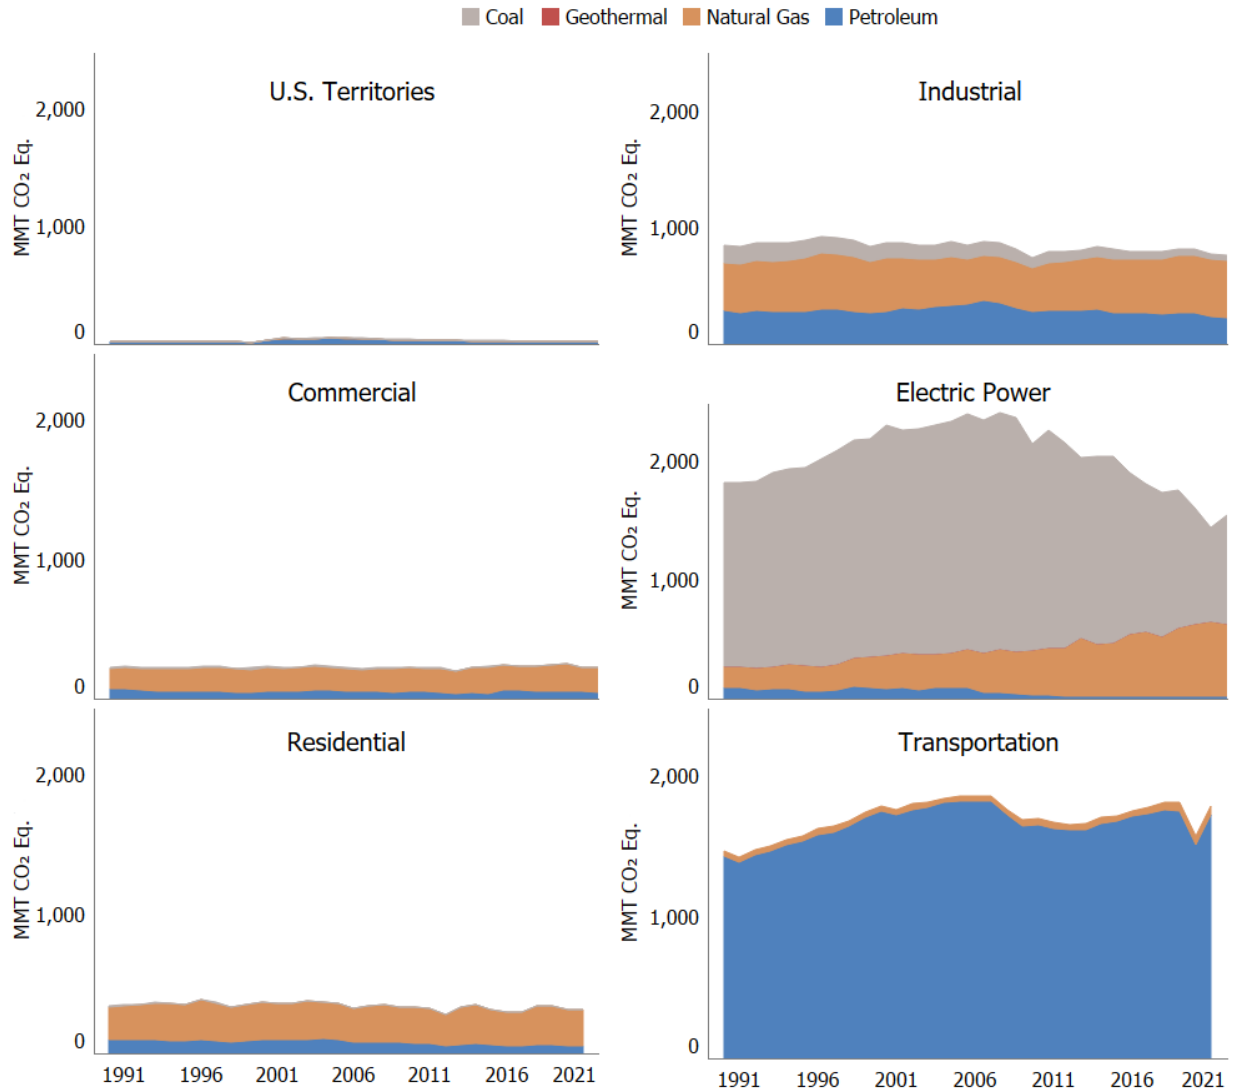 Coal Geothermal Natural Gas Petroleum
U.S. Territories
MMT CO₂ Eq.
2,000
1,000
0
Industrial
MMT CO₂ Eq.
2,000
1,000
0
Commercial
MMT CO₂ Eq.
2,000
1,000
0
Electric Power
MMT CO₂ Eq.
2,000
1,000
0
Residential
MMT CO₂ Eq.
2,000
1,000
0
1991 1996 2001 2006 2011 2016 2021
Transportation
MMT CO₂ Eq.
2,000
1,000
0
1991 1996 2001 2006 2011 2016 2021